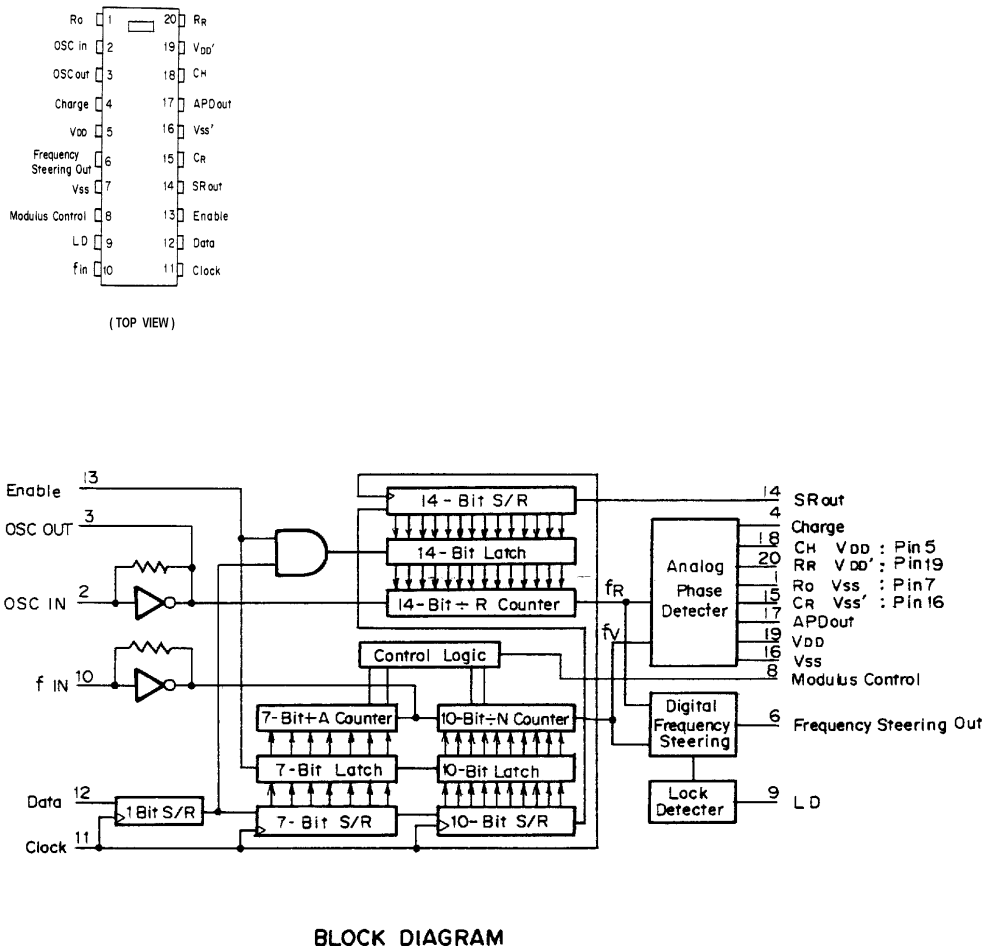 Ro 1 20 RR
OSC in 2 19 VDD'
OSC out 3 18 CH
Charge 4 17 APDout
VDD 5 16 Vss'
Frequency
Steering Out 6 15 CR
Vss 7 14 SRout
Modulus Control 8 13 Enable
LD 9 12 Data
fin 10 11 Clock
(TOP VIEW)
Enable 13
OSC OUT 3
OSC IN 2
f IN 10
Data 12
Clock 11
14-Bit S/R
14-Bit Latch
14-Bit÷R Counter
Control Logic
7-Bit÷A Counter
10-Bit÷N Counter
7-Bit Latch
10-Bit Latch
1 Bit S/R
7-Bit S/R
10-Bit S/R
fR
fV
Analog
Phase
Detecter
Digital
Frequency
Steering
Lock
Detecter
14 SRout
4 Charge
18 CH VDD : Pin5
20 RR VDD' : Pin19
1 Ro Vss : Pin7
15 CR Vss' : Pin16
17 APDout
19 VDD
16 Vss
8 Modulus Control
6 Frequency Steering Out
9 LD
BLOCK DIAGRAM